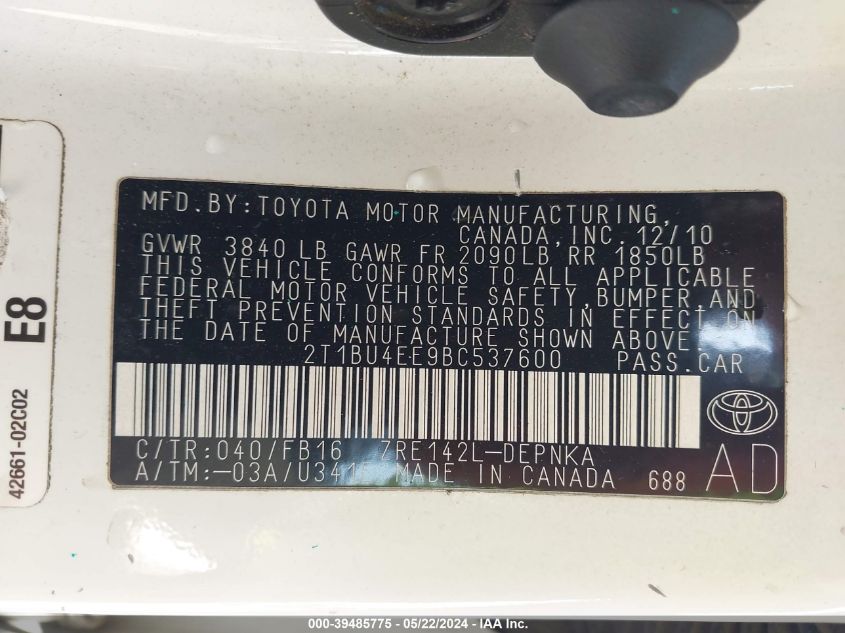 MFD.BY:TOYOTA MOTOR MANUFACTURING,
CANADA,INC. 12/10
GVWR 3840 LB GAWR FR 2090LB RR 1850LB
THIS VEHICLE CONFORMS TO ALL APPLICABLE
FEDERAL MOTOR VEHICLE SAFETY,BUMPER,AND
THEFT PREVENTION STANDARDS IN EFFECT ON
THE DATE OF MANUFACTURE SHOWN ABOVE.
2T1BU4EE9BC537600 PASS.CAR
C/TR:040/FB16 ZRE142L-DEPNKA
A/TM:-03A/U341E MADE IN CANADA 688
AD
42661-02C02 E8
000-39485775 - 05/22/2024 - IAA Inc.